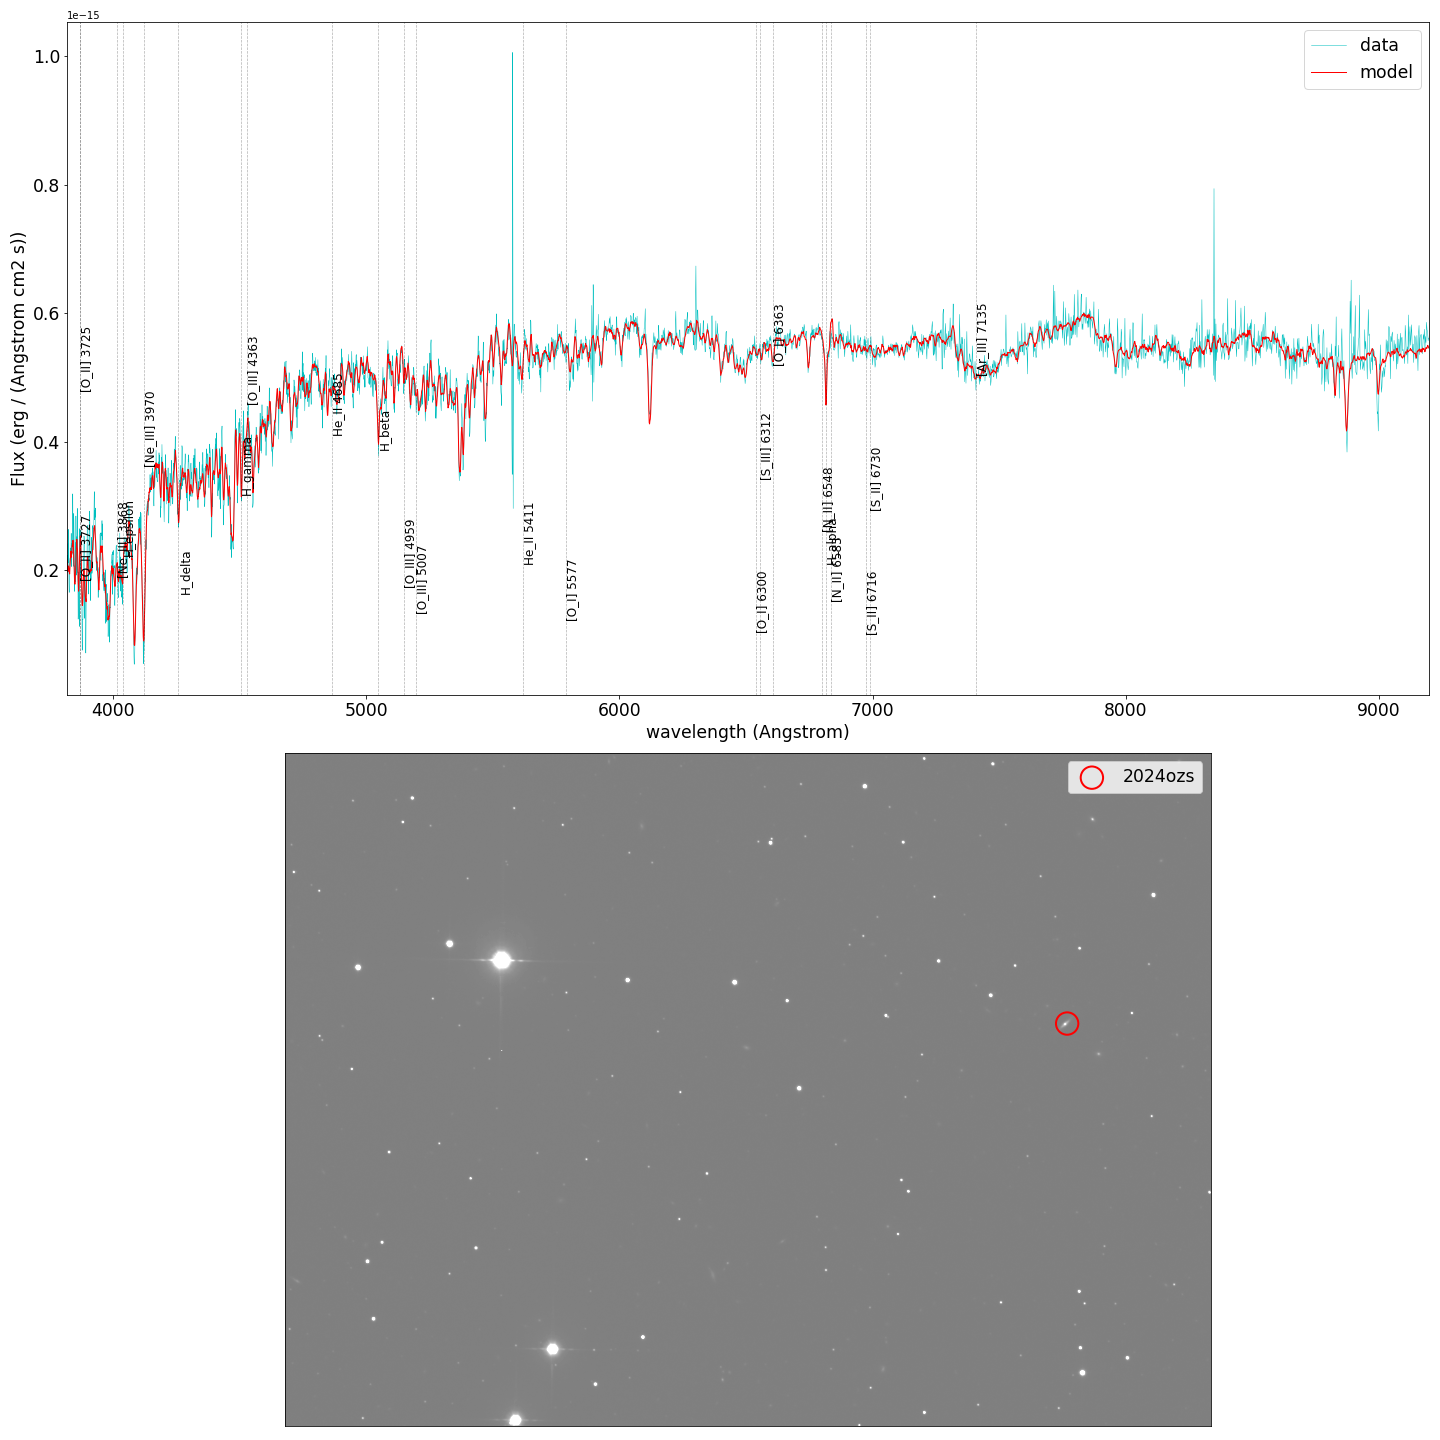 1e−15
data
model
1.0
0.8
0.6
0.4
0.2
Flux (erg / (Angstrom cm2 s))
[O_II] 3725
[O_II] 3727
[Ne_III] 3868
H_epsilon
[Ne_III] 3970
H_delta
H_gamma
[O_III] 4363
He_II 4685
H_beta
[O_III] 4959
[O_III] 5007
He_II 5411
[O_I] 5577
[O_I] 6300
[S_III] 6312
[O_I] 6363
[N_II] 6548
H_alpha
[N_II] 6583
[S_II] 6716
[S_II] 6730
[Ar_III] 7135
4000 5000 6000 7000 8000 9000
wavelength (Angstrom)
2024ozs